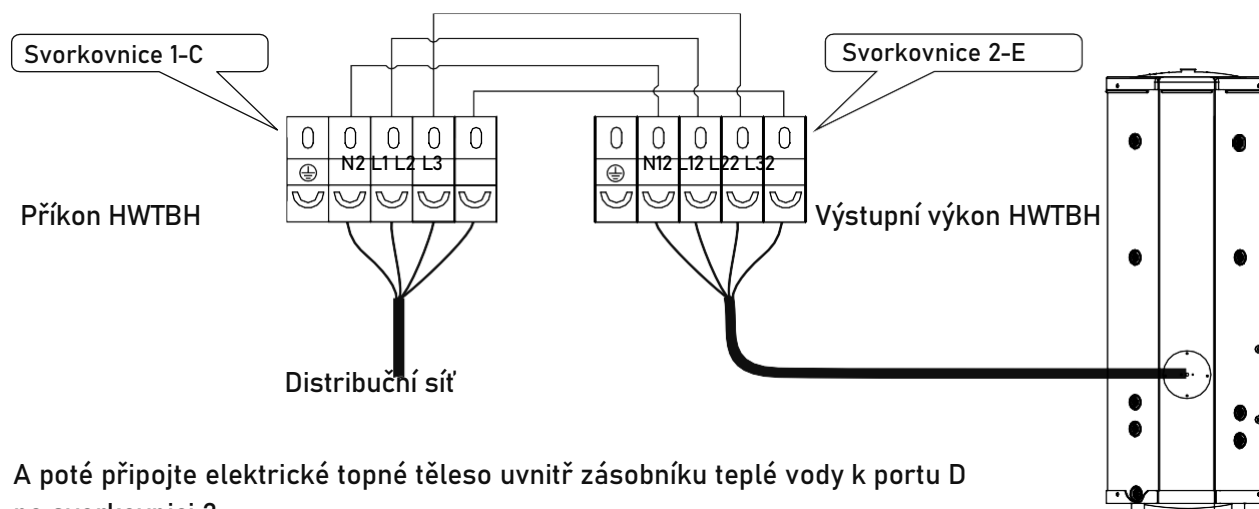 Svorkovnice 1-C
Svorkovnice 2-E
N2 L1 L2 L3
N12 L12 L22 L32
Příkon HWTBH
Výstupní výkon HWTBH
Distribuční síť
A poté připojte elektrické topné těleso uvnitř zásobníku teplé vody k portu D